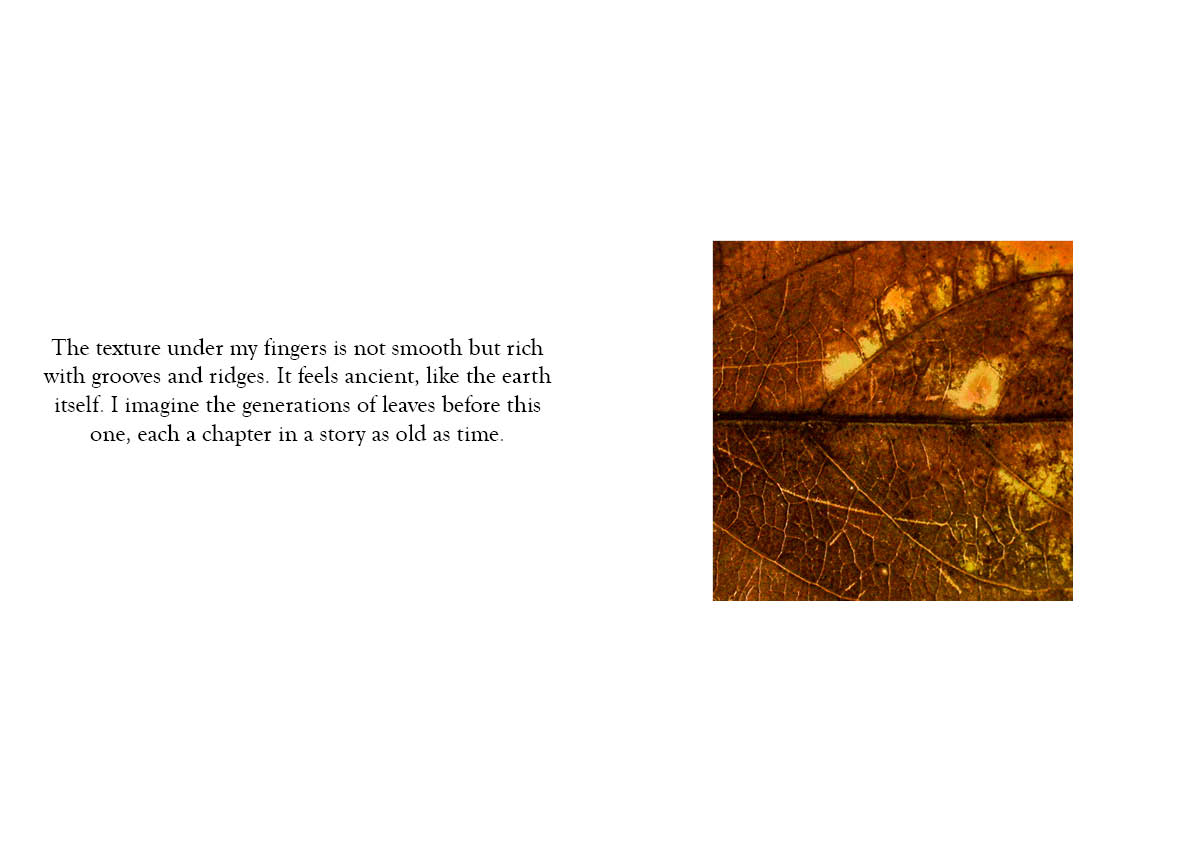 The texture under my fingers is not smooth but rich
with grooves and ridges. It feels ancient, like the earth
itself. I imagine the generations of leaves before this
one, each a chapter in a story as old as time.